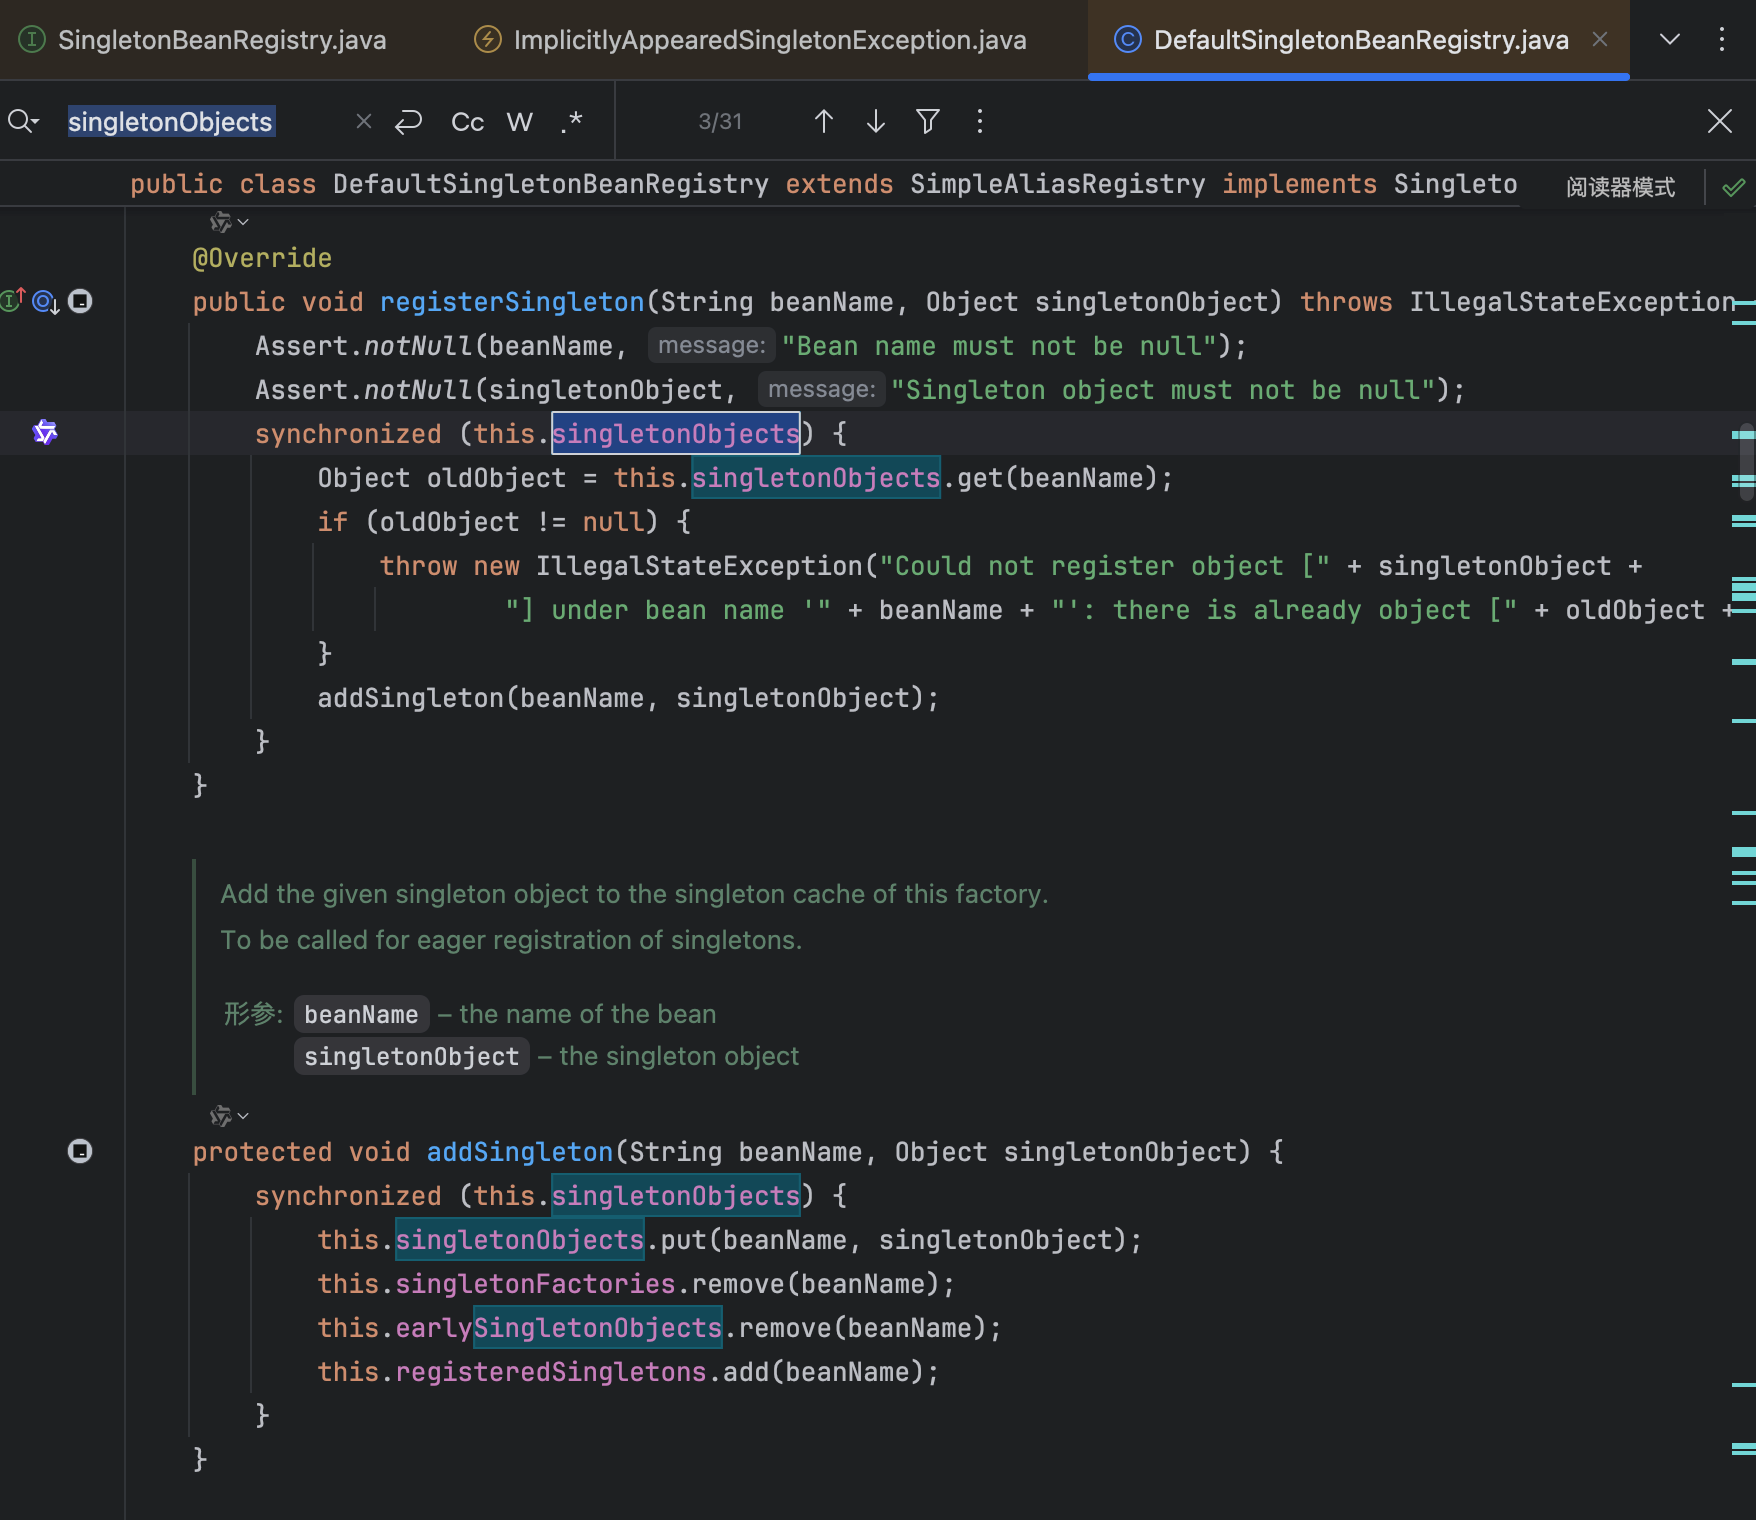 SingletonBeanRegistry.java ImplicitlyAppearedSingletonException.java DefaultSingletonBeanRegistry.java
singletonObjects Cc W .* 3/31
public class DefaultSingletonBeanRegistry extends SimpleAliasRegistry implements Singleto 阅读器模式
@Override
public void registerSingleton(String beanName, Object singletonObject) throws IllegalStateException
Assert.notNull(beanName, message: "Bean name must not be null");
Assert.notNull(singletonObject, message: "Singleton object must not be null");
synchronized (this.singletonObjects) {
Object oldObject = this.singletonObjects.get(beanName);
if (oldObject != null) {
throw new IllegalStateException("Could not register object [" + singletonObject +
"] under bean name '" + beanName + "': there is already object [" + oldObject +
}
addSingleton(beanName, singletonObject);
}
}
Add the given singleton object to the singleton cache of this factory.
To be called for eager registration of singletons.
形参: beanName – the name of the bean
singletonObject – the singleton object
protected void addSingleton(String beanName, Object singletonObject) {
synchronized (this.singletonObjects) {
this.singletonObjects.put(beanName, singletonObject);
this.singletonFactories.remove(beanName);
this.earlySingletonObjects.remove(beanName);
this.registeredSingletons.add(beanName);
}
}